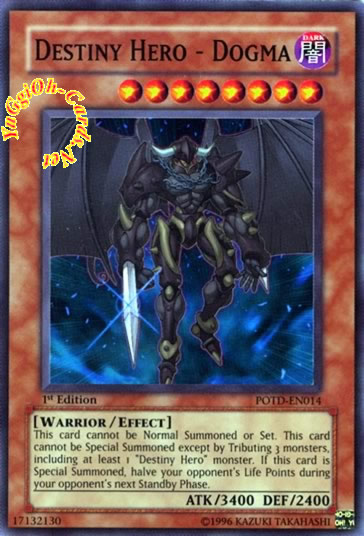 Destiny Hero - Dogma
DARK
闇
YuGgiOh-Cards.Net
1st Edition
POTD-EN014
[Warrior/Effect]
This card cannot be Normal Summoned or Set. This card
cannot be Special Summoned except by Tributing 3 monsters,
including at least 1 "Destiny Hero" monster. If this card is
Special Summoned, halve your opponent's Life Points during
your opponent's next Standby Phase.
ATK/3400 DEF/2400
17132130
©1996 KAZUKI TAKAHASHI